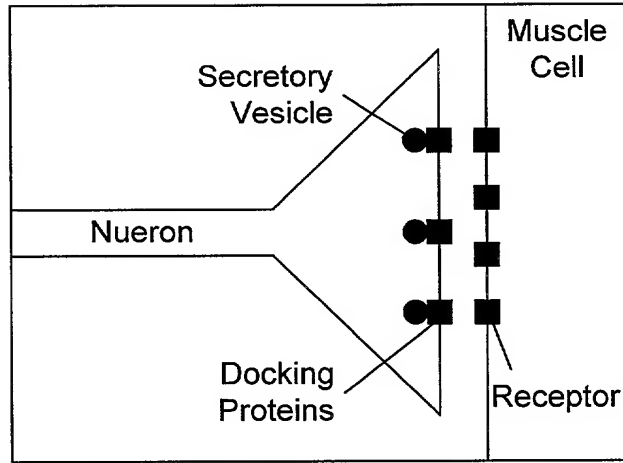 Muscle
Cell
Secretory
Vesicle
Nueron
Docking
Proteins
Receptor